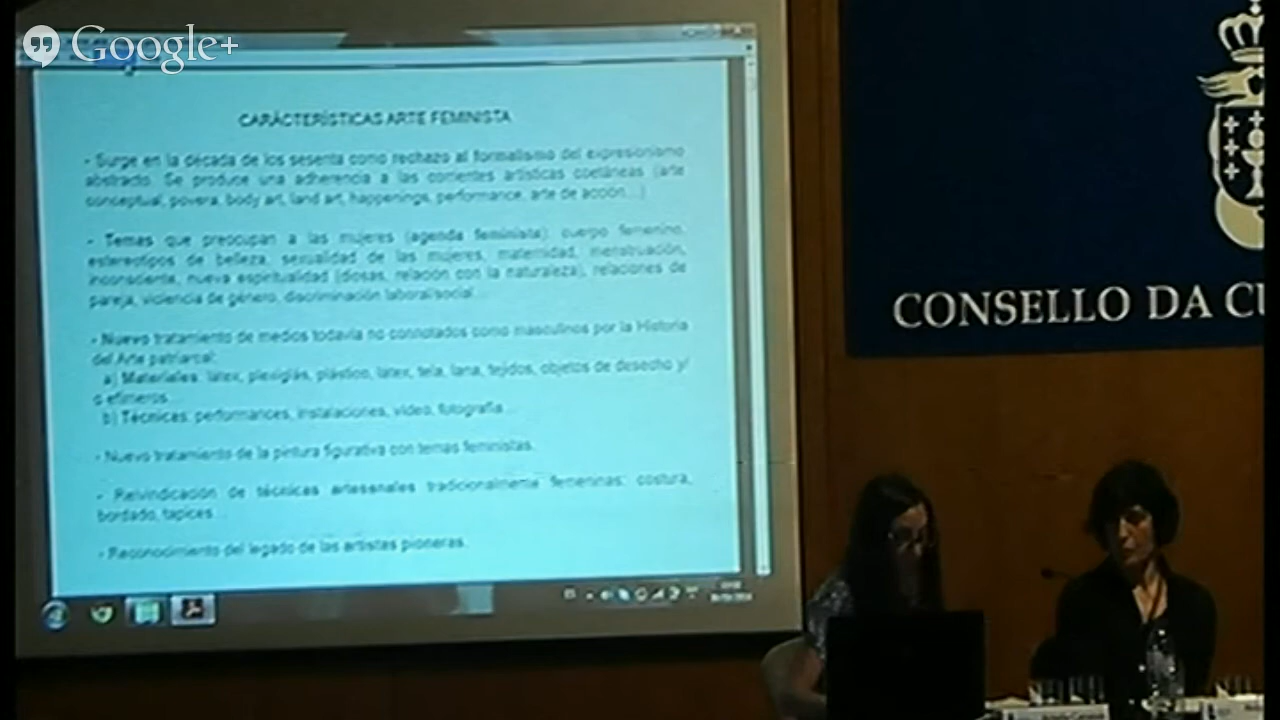 Google+
CARÁCTERÍSTICAS ARTE FEMINISTA
- Surge en la década de los sesenta como rechazo al formalismo del expresionismo
abstracto. Se produce una adherencia a las corrientes artísticas coetáneas (arte
conceptual, povera, body art, land art, happenings, performance, arte de acción...)
- Temas que preocupan a las mujeres (agenda feminista): cuerpo femenino,
estereotipos de belleza, sexualidad de las mujeres, maternidad, menstruación,
inconsciente, nueva espiritualidad (diosas, relación con la naturaleza), relaciones de
pareja, violencia de género, discriminación laboral/social...
- Nuevo tratamiento de medios todavía no connotados como masculinos por la Historia
del Arte patriarcal:
a) Materiales: látex, plexiglás, plástico, látex, tela, lana, tejidos, objetos de desecho y/
o efímeros...
b) Técnicas: performances, instalaciones, vídeo, fotografía...
- Nuevo tratamiento de la pintura figurativa con temas feministas.
- Reivindicación de técnicas artesanales tradicionalmente femeninas: costura,
bordado, tapices...
- Reconocimiento del legado de las artistas pioneras.
ES
CONSELLO DA CU